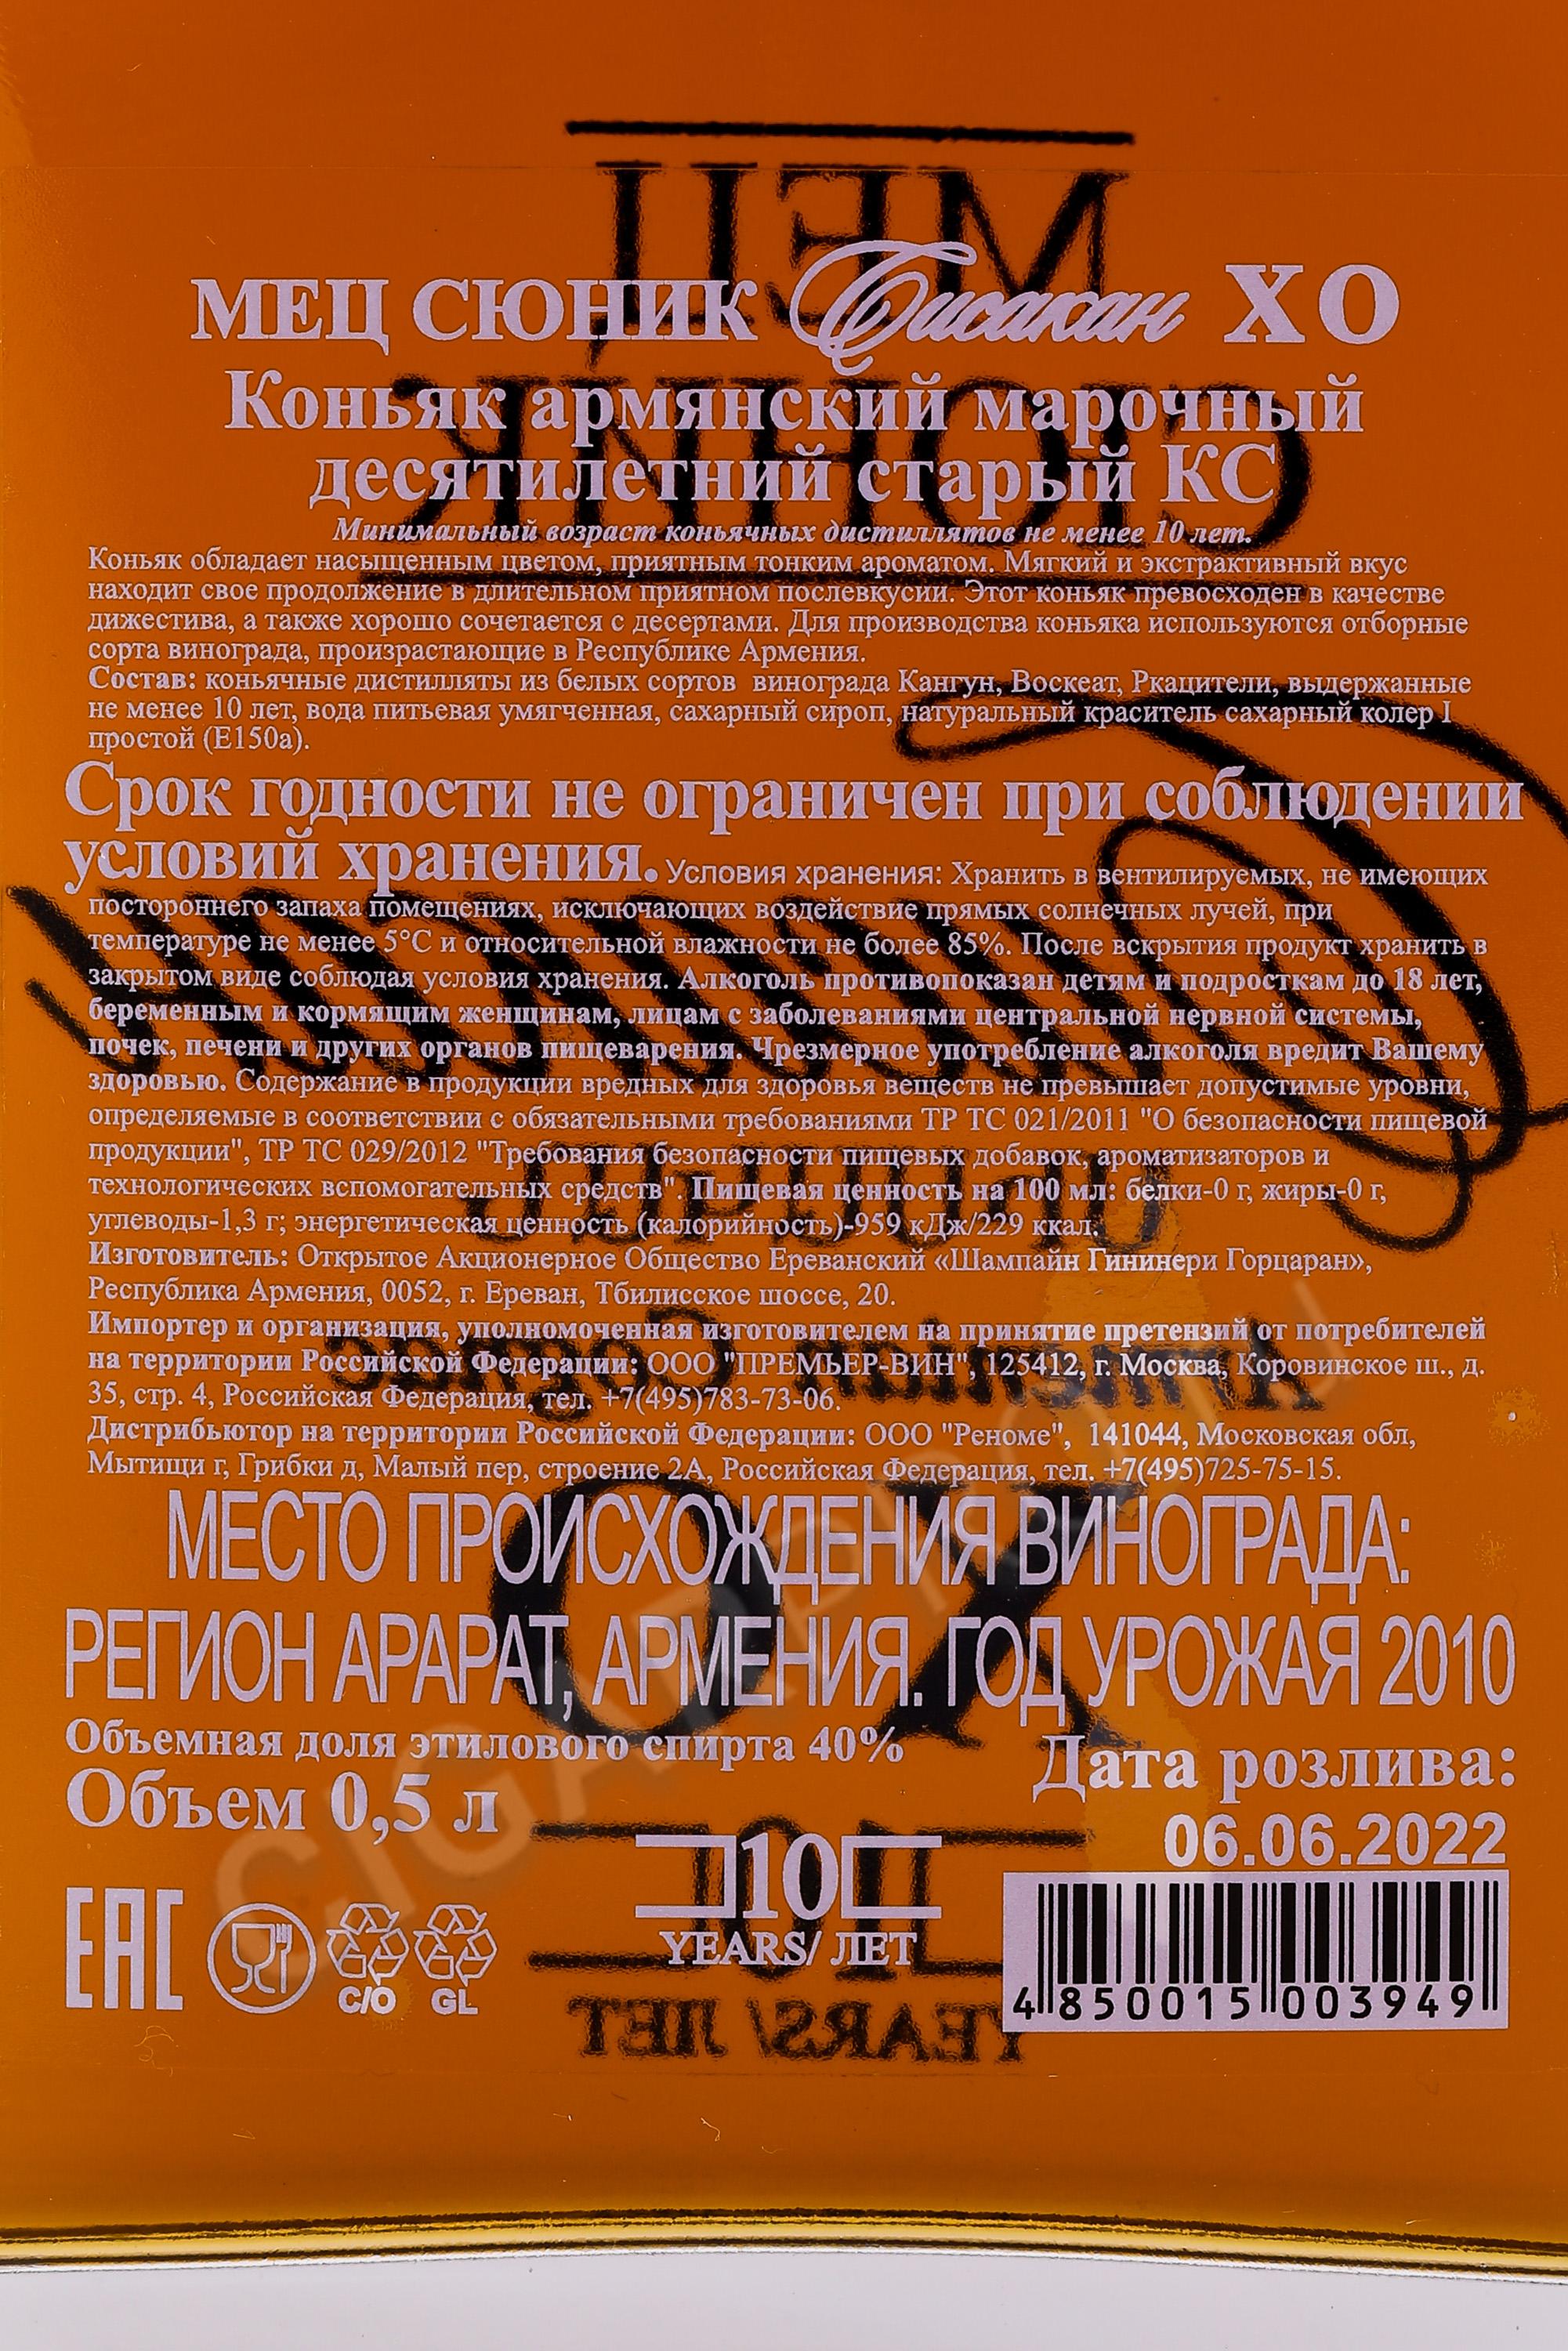 МЕЦ СЮНИК Сисакан ХО
Коньяк армянский марочный
десятилетний старый КС
Минимальный возраст коньячных дистиллятов не менее 10 лет.
Коньяк обладает насыщенным цветом, приятным тонким ароматом. Мягкий и экстрактивный вкус
находит свое продолжение в длительном приятном послевкусии. Этот коньяк превосходен в качестве
дижестива, а также хорошо сочетается с десертами. Для производства коньяка используются отборные
сорта винограда, произрастающие в Республике Армения.
Состав: коньячные дистилляты из белых сортов винограда Кангун, Воскеат, Ркацители, выдержанные
не менее 10 лет, вода питьевая умягченная, сахарный сироп, натуральный краситель сахарный колер I
простой (Е150а).
Срок годности не ограничен при соблюдении
условий хранения. Условия хранения: Хранить в вентилируемых, не имеющих
постороннего запаха помещениях, исключающих воздействие прямых солнечных лучей, при
температуре не менее 5°С и относительной влажности не более 85%. После вскрытия продукт хранить в
закрытом виде соблюдая условия хранения. Алкоголь противопоказан детям и подросткам до 18 лет,
беременным и кормящим женщинам, лицам с заболеваниями центральной нервной системы,
почек, печени и других органов пищеварения. Чрезмерное употребление алкоголя вредит Вашему
здоровью. Содержание в продукции вредных для здоровья веществ не превышает допустимые уровни,
определяемые в соответствии с обязательными требованиями ТР ТС 021/2011 "О безопасности пищевой
продукции", ТР ТС 029/2012 "Требования безопасности пищевых добавок, ароматизаторов и
технологических вспомогательных средств". Пищевая ценность на 100 мл: белки-0 г, жиры-0 г,
углеводы-1,3 г; энергетическая ценность (калорийность)-959 кДж/229 ккал.
Изготовитель: Открытое Акционерное Общество Ереванский «Шампайн Гининери Горцаран»,
Республика Армения, 0052, г. Ереван, Тбилисское шоссе, 20.
Импортер и организация, уполномоченная изготовителем на принятие претензий от потребителей
на территории Российской Федерации: ООО "ПРЕМЬЕР-ВИН", 125412, г. Москва, Коровинское ш., д.
35, стр. 4, Российская Федерация, тел. +7(495)783-73-06.
Дистрибьютор на территории Российской Федерации: ООО "Реноме", 141044, Московская обл,
Мытищи г, Грибки д, Малый пер, строение 2А, Российская Федерация, тел. +7(495)725-75-15.
МЕСТО ПРОИСХОЖДЕНИЯ ВИНОГРАДА:
РЕГИОН АРАРАТ, АРМЕНИЯ. ГОД УРОЖАЯ 2010
Объемная доля этилового спирта 40%
Объем 0,5 л
Дата розлива:
06.06.2022
10
YEARS/ ЛЕТ
EAC
C/O GL
4 850015 003949
CIGARPRO.RU